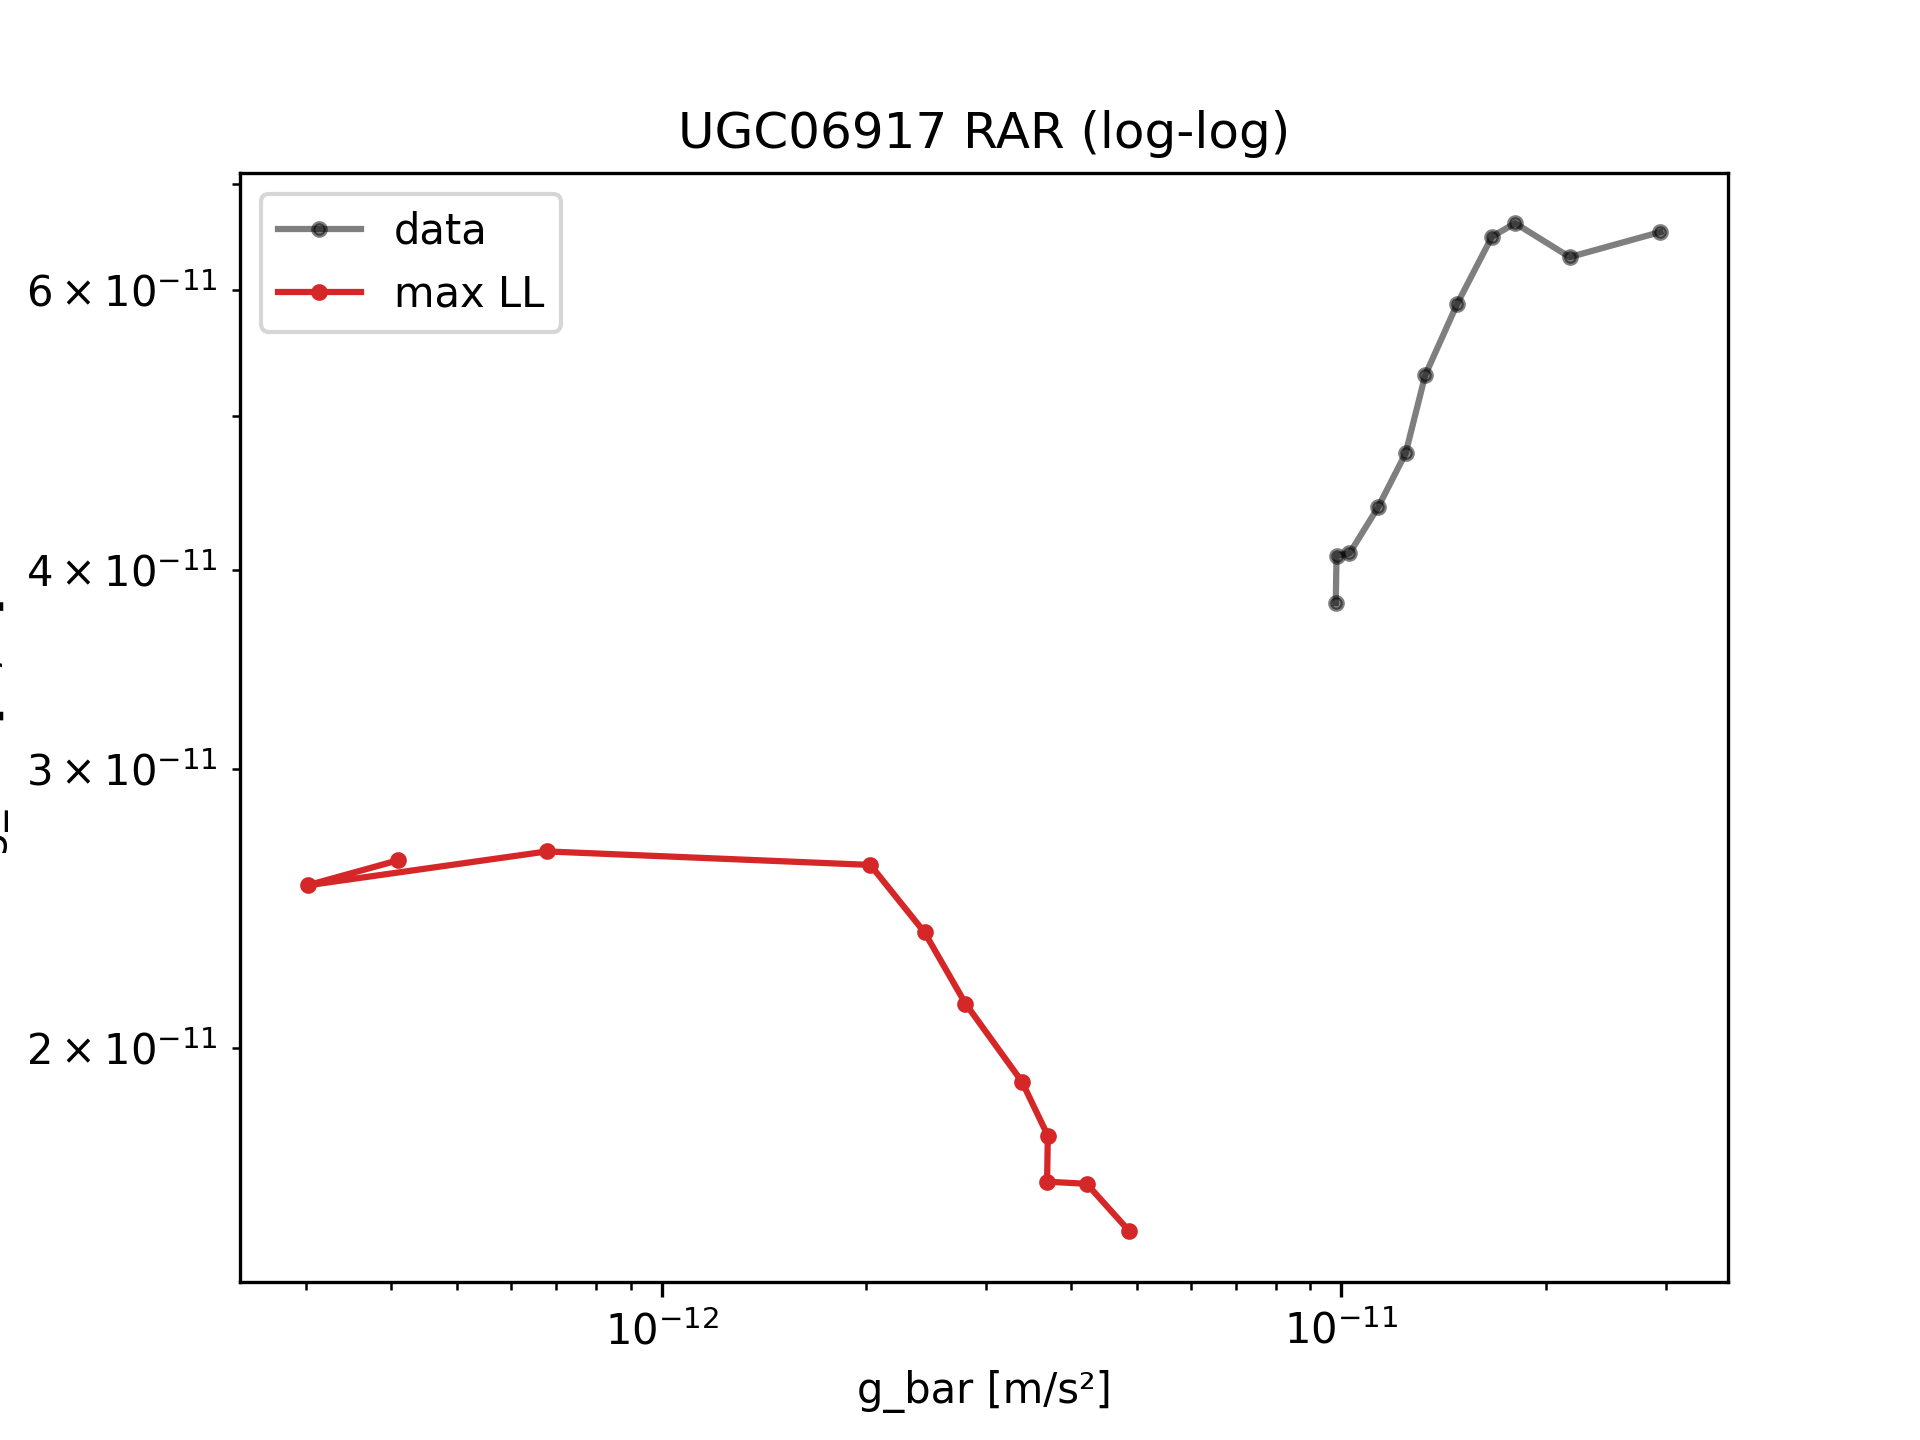 UGC06917 RAR (log-log)
data
max LL
6 × 10⁻¹¹
4 × 10⁻¹¹
3 × 10⁻¹¹
2 × 10⁻¹¹
10⁻¹²
10⁻¹¹
g_bar [m/s²]